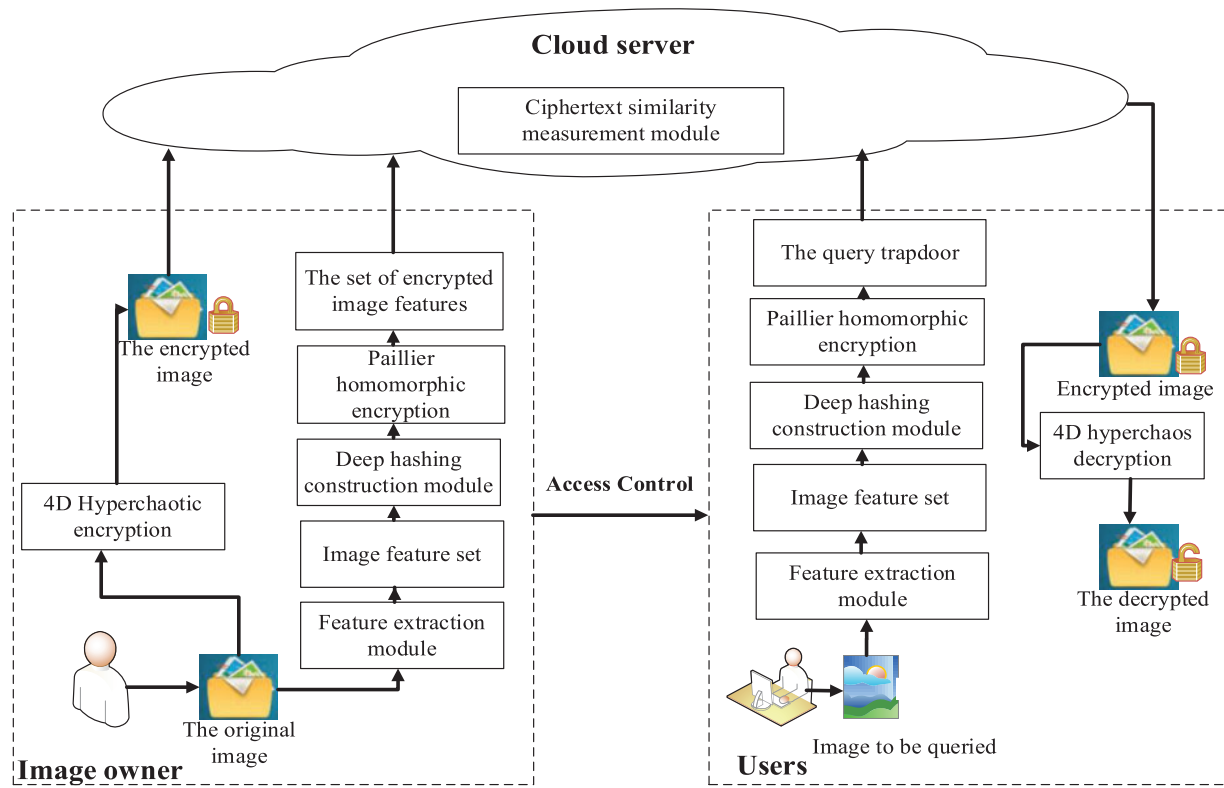 Cloud server
Ciphertext similarity
measurement module
The encrypted
image
4D Hyperchaotic
encryption
The set of encrypted
image features
Paillier
homomorphic
encryption
Deep hashing
construction module
Image feature set
Feature extraction
module
The original
image
Image owner
Access Control
The query trapdoor
Paillier homomorphic
encryption
Deep hashing
construction module
Image feature set
Feature extraction
module
Image to be queried
Users
Encrypted image
4D hyperchaos
decryption
The decrypted
image